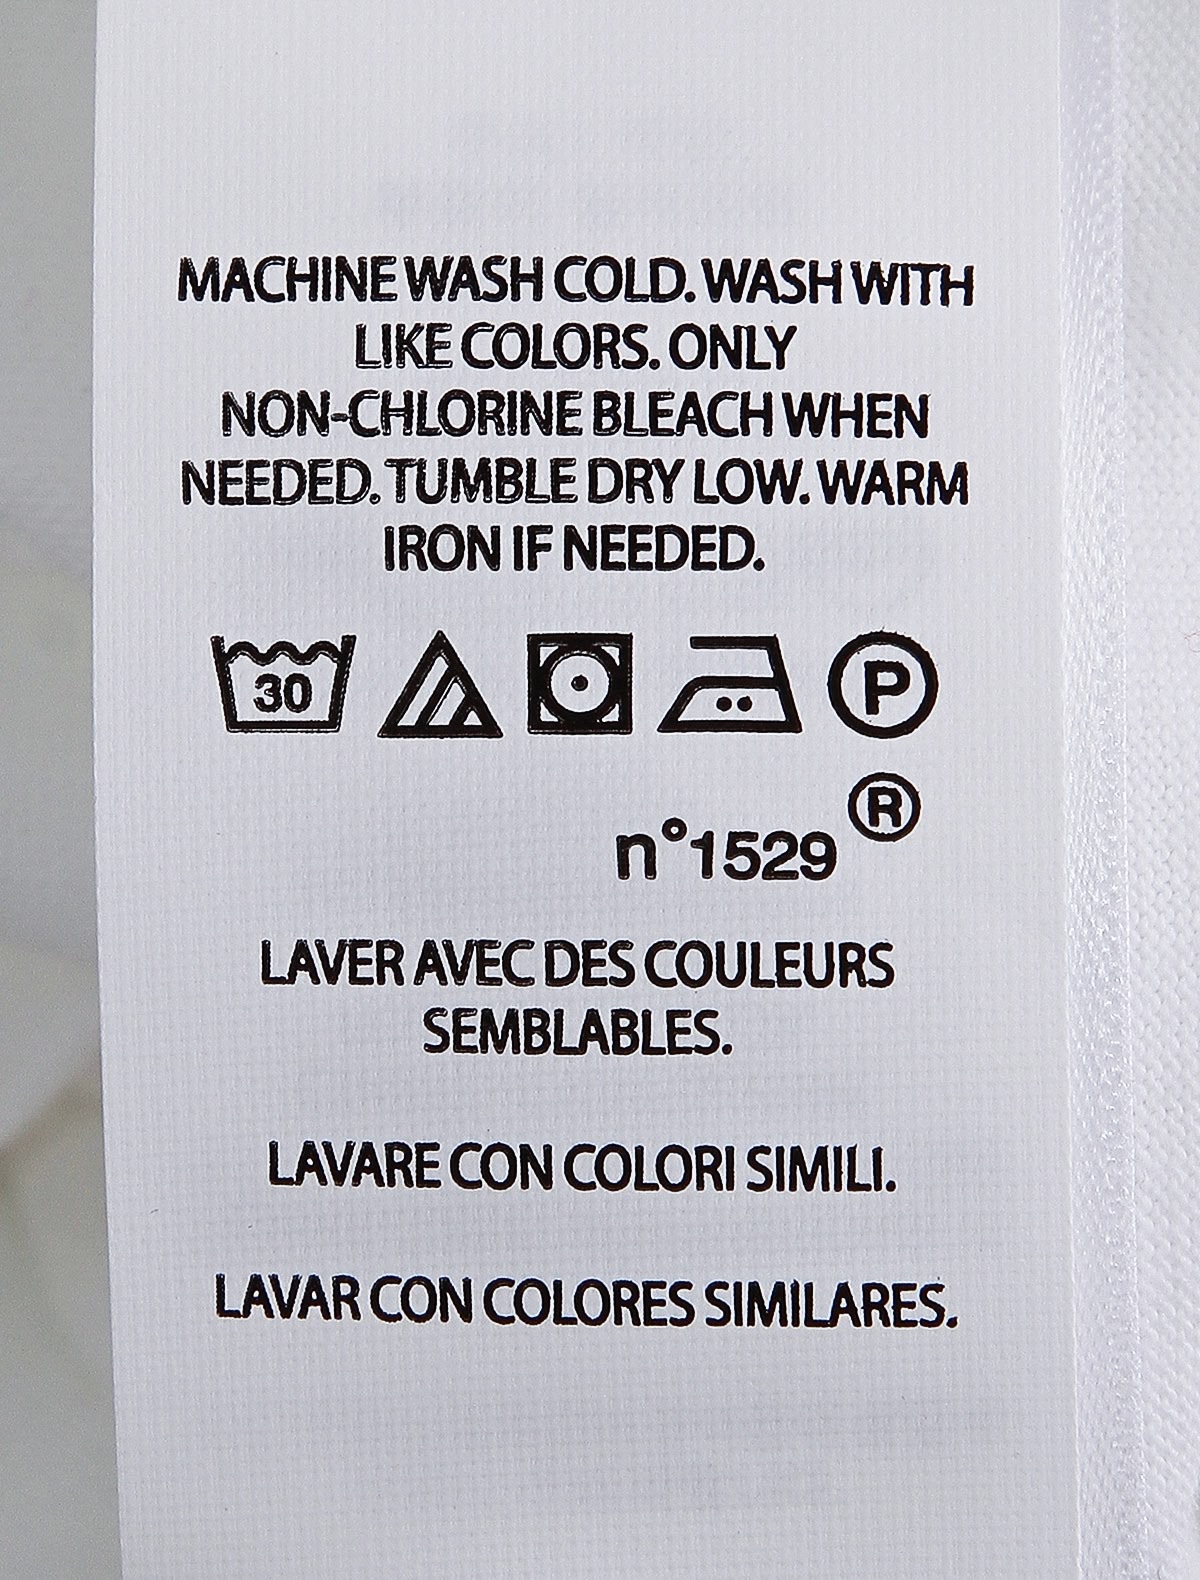 MACHINE WASH COLD. WASH WITH
LIKE COLORS. ONLY
NON-CHLORINE BLEACH WHEN
NEEDED. TUMBLE DRY LOW. WARM
IRON IF NEEDED.
30 P
®
n°1529
LAVER AVEC DES COULEURS
SEMBLABLES.
LAVARE CON COLORI SIMILI.
LAVAR CON COLORES SIMILARES.